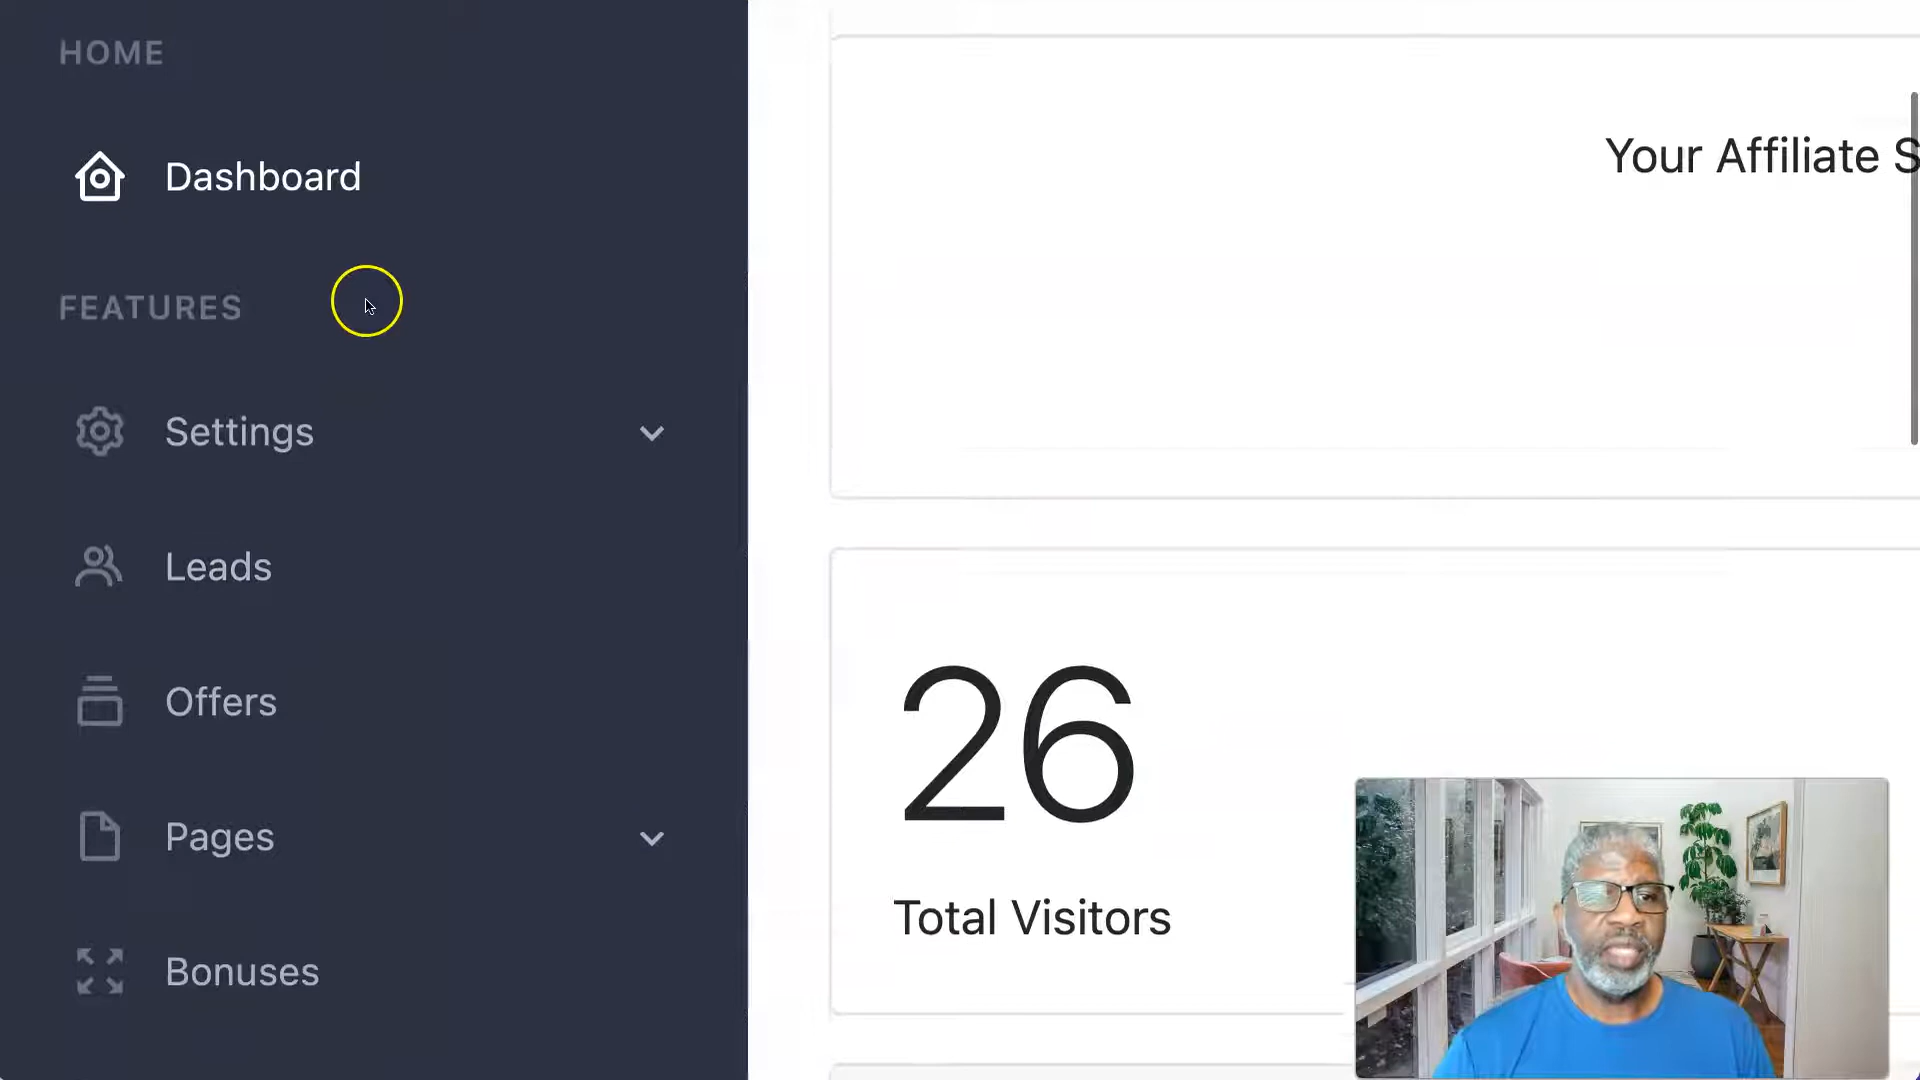 HOME
Dashboard
FEATURES
Settings
Leads
Offers
Pages
Bonuses
Your Affiliate S
26
Total Visitors